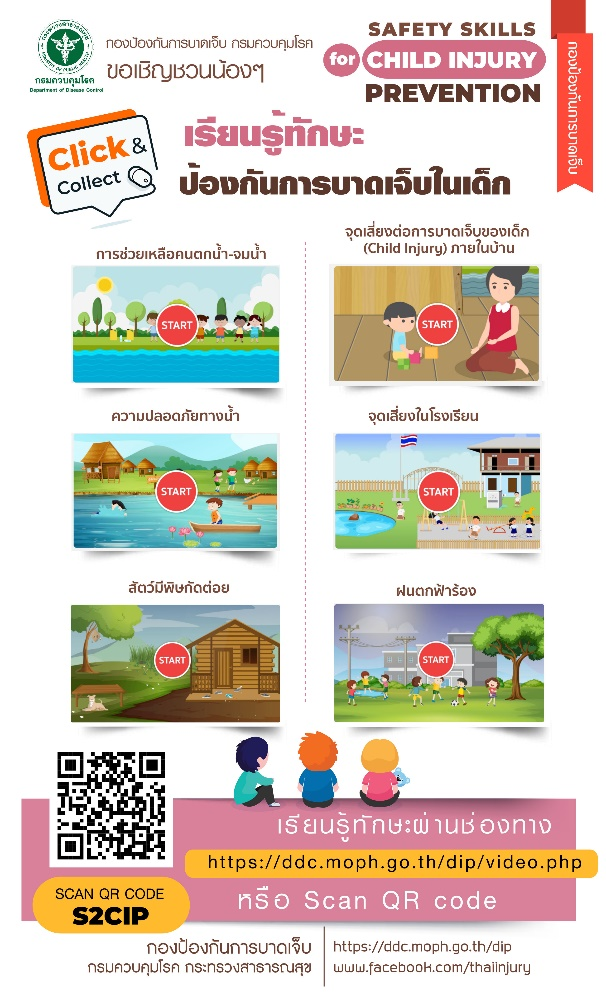 กองป้องกันการบาดเจ็บ กรมควบคุมโรค
ขอเชิญชวนน้องๆ
กรมควบคุมโรค
Department of Disease Control
SAFETY SKILLS
for CHILD INJURY
PREVENTION
กองป้องกันการบาดเจ็บ
Click &
Collect
เรียนรู้ทักษะ
ป้องกันการบาดเจ็บในเด็ก
การช่วยเหลือคนตกน้ำ-จมน้ำ
START
จุดเสี่ยงต่อการบาดเจ็บของเด็ก
(Child Injury) ภายในบ้าน
START
ความปลอดภัยทางน้ำ
START
จุดเสี่ยงในโรงเรียน
START
สัตว์มีพิษกัดต่อย
START
ฝนตกฟ้าร้อง
START
เรียนรู้ทักษะผ่านช่องทาง
https://ddc.moph.go.th/dip/video.php
หรือ Scan QR code
SCAN QR CODE
S2CIP
กองป้องกันการบาดเจ็บ
กรมควบคุมโรค กระทรวงสาธารณสุข
https://ddc.moph.go.th/dip
www.facebook.com/thaiinjury